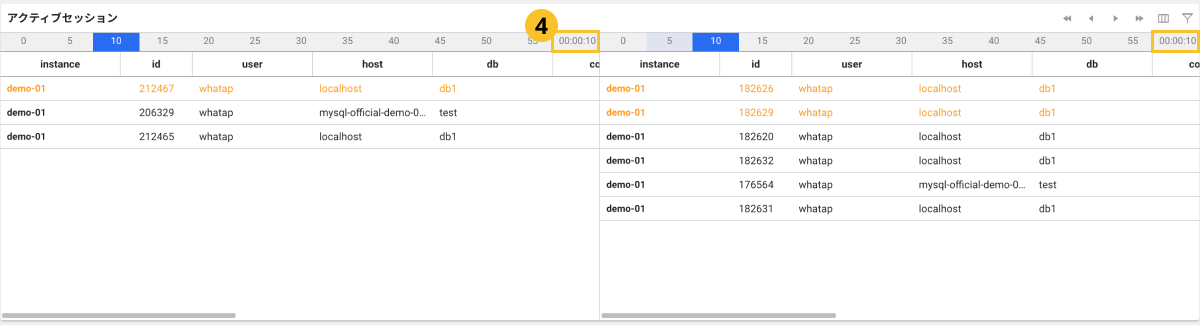 アクティブセッション
4
0 5 10 15 20 25 30 35 40 45 50 55 00:00:10 0 5 10 15 20 25 30 35 40 45 50 55 00:00:10
instance id user host db co instance id user host db co
demo-01 212467 whatap localhost db1 demo-01 182626 whatap localhost db1
demo-01 206329 whatap mysql-official-demo-0... test demo-01 182629 whatap localhost db1
demo-01 212465 whatap localhost db1 demo-01 182620 whatap localhost db1
demo-01 182632 whatap localhost db1
demo-01 176564 whatap mysql-official-demo-0... test
demo-01 182631 whatap localhost db1